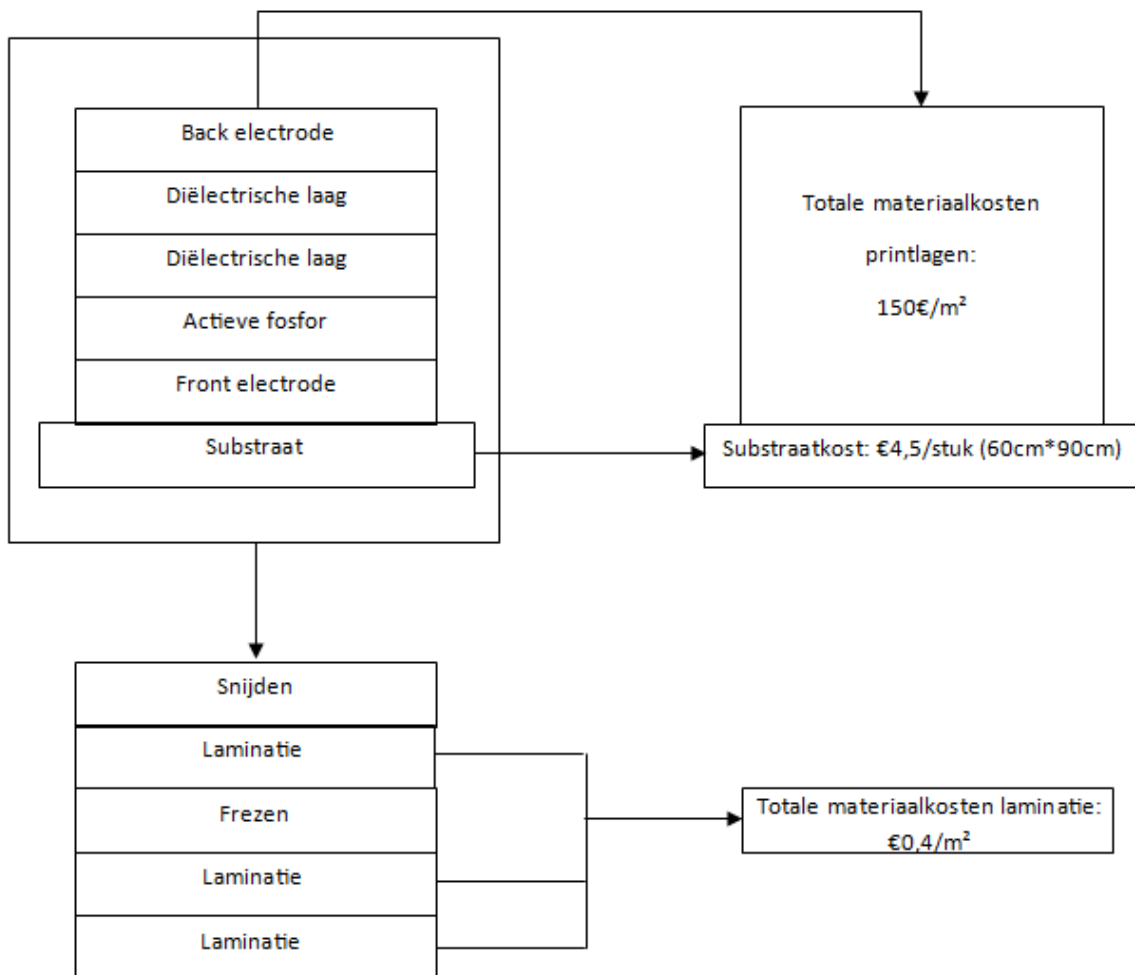 Back electrode
Diëlectrische laag
Diëlectrische laag
Actieve fosfor
Front electrode
Substraat
Totale materiaalkosten
printlagen:
150€/m²
Substraatkost: €4,5/stuk (60cm*90cm)
Snijden
Laminatie
Frezen
Laminatie
Laminatie
Totale materiaalkosten laminatie:
€0,4/m²